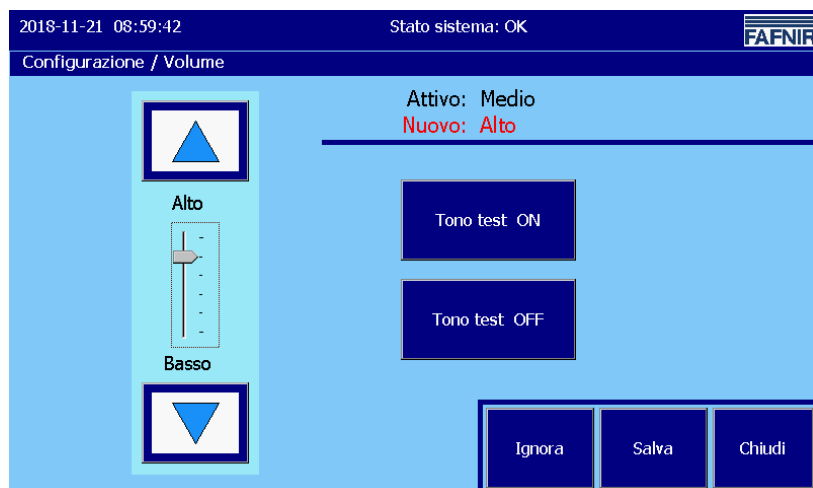 2018-11-21 08:59:42 Stato sistema: OK FAFNIR
Configurazione / Volume
Attivo: Medio
Nuovo: Alto
Alto
Basso
Tono test ON
Tono test OFF
Ignora Salva Chiudi